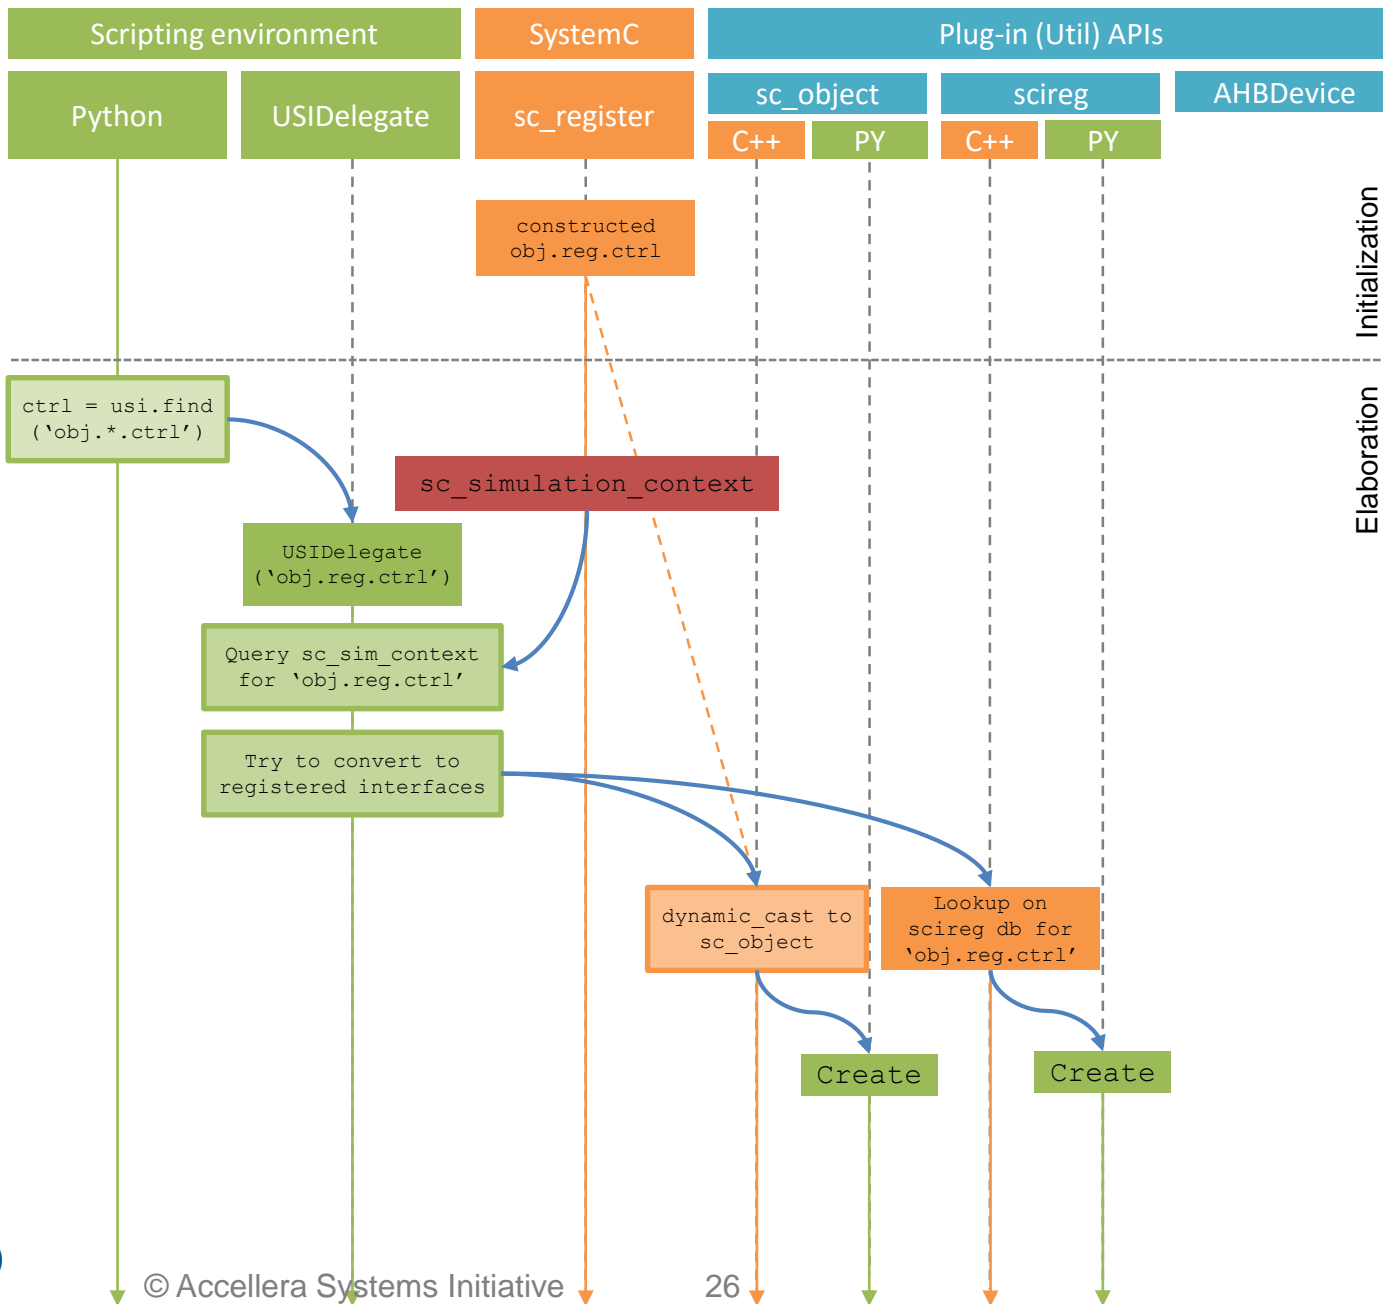 Scripting environment
SystemC
Plug-in (Util) APIs
Python
USIDelegate
sc_register
sc_object
scireg
AHBDevice
C++
PY
C++
PY
constructed
obj.reg.ctrl
Initialization
Elaboration
ctrl = usi.find
(‘obj.*.ctrl’)
sc_simulation_context
USIDelegate
(‘obj.reg.ctrl’)
Query sc_sim_context
for ‘obj.reg.ctrl’
Try to convert to
registered interfaces
dynamic_cast to
sc_object
Lookup on
scireg db for
‘obj.reg.ctrl’
Create
Create
© Accellera Systems Initiative
26